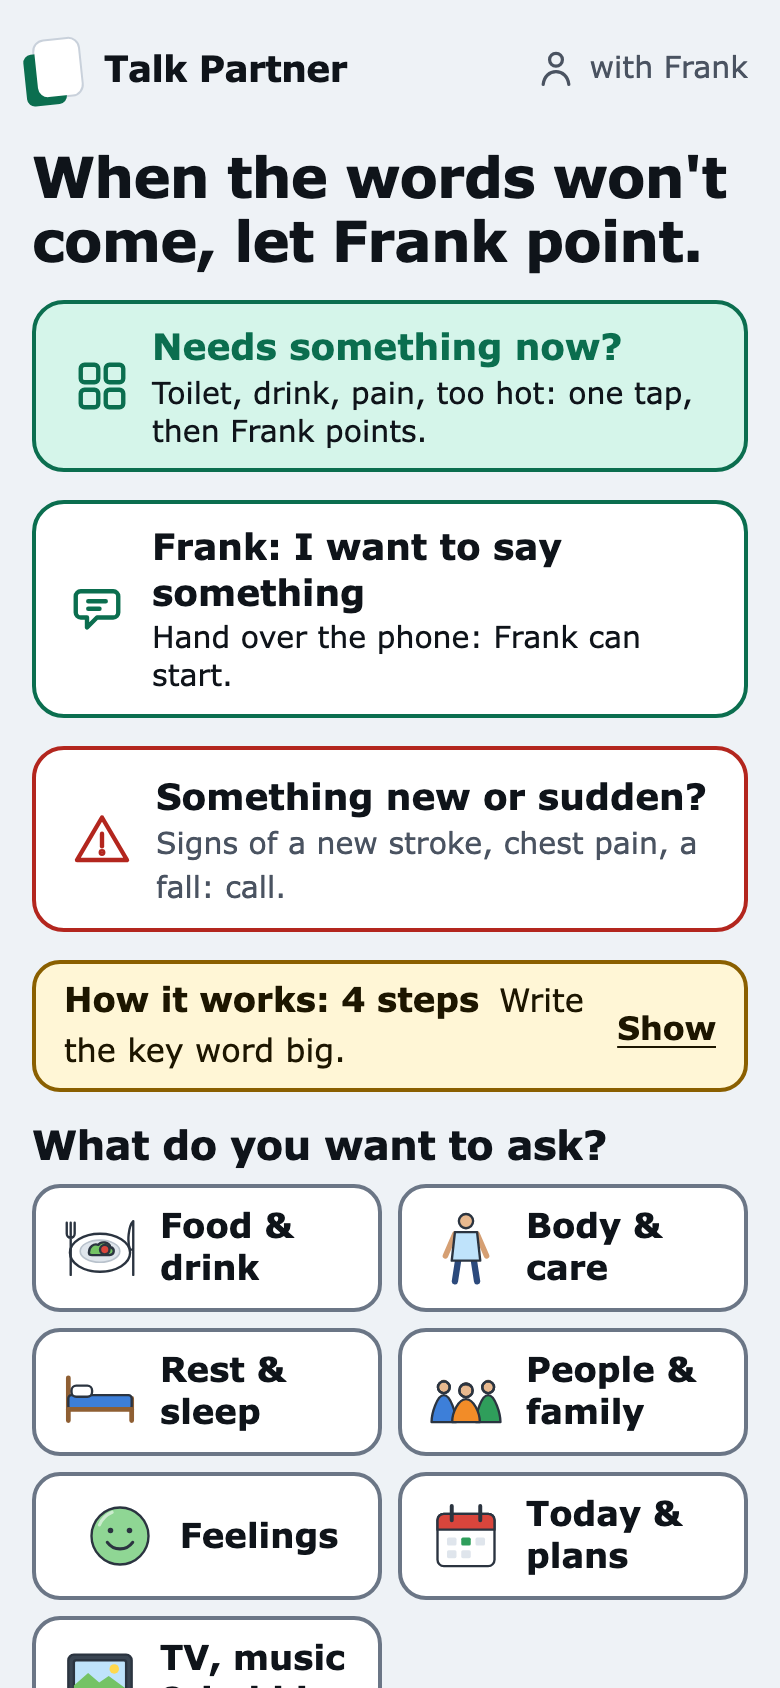 Talk Partner
with Frank
When the words won't
come, let Frank point.
Needs something now?
Toilet, drink, pain, too hot: one tap,
then Frank points.
Frank: I want to say
something
Hand over the phone: Frank can
start.
Something new or sudden?
Signs of a new stroke, chest pain, a
fall: call.
How it works: 4 steps Write
the key word big.
Show
What do you want to ask?
Food &
drink
Body &
care
Rest &
sleep
People &
family
Feelings
Today &
plans
TV, music